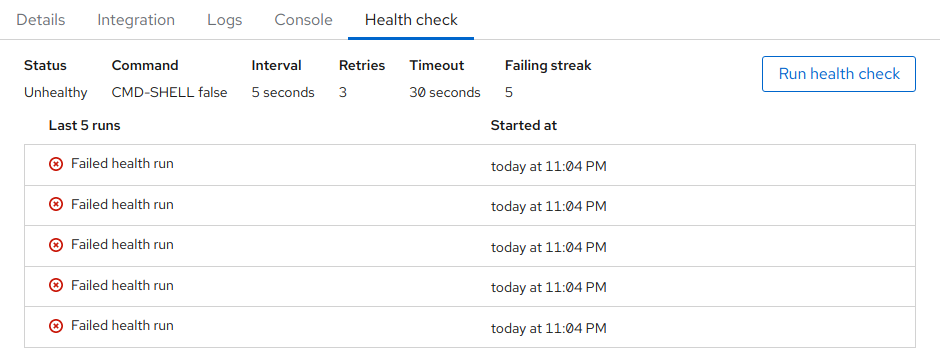 Details Integration Logs Console Health check
Status Command Interval Retries Timeout Failing streak
Run health check
Unhealthy CMD-SHELL false 5 seconds 3 30 seconds 5
Last 5 runs Started at
Failed health run today at 11:04 PM
Failed health run today at 11:04 PM
Failed health run today at 11:04 PM
Failed health run today at 11:04 PM
Failed health run today at 11:04 PM